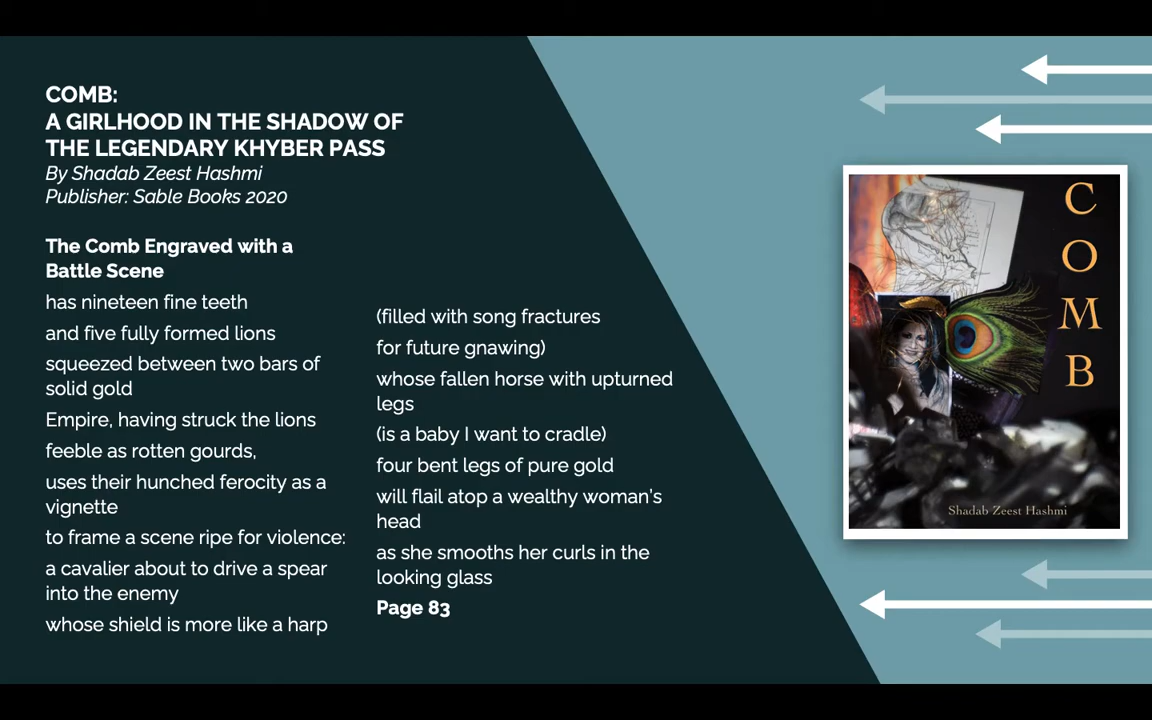 COMB:
A GIRLHOOD IN THE SHADOW OF
THE LEGENDARY KHYBER PASS
By Shadab Zeest Hashmi
Publisher: Sable Books 2020
The Comb Engraved with a
Battle Scene
has nineteen fine teeth
and five fully formed lions
squeezed between two bars of
solid gold
Empire, having struck the lions
feeble as rotten gourds,
uses their hunched ferocity as a
vignette
to frame a scene ripe for violence:
a cavalier about to drive a spear
into the enemy
whose shield is more like a harp
(filled with song fractures
for future gnawing)
whose fallen horse with upturned
legs
(is a baby I want to cradle)
four bent legs of pure gold
will flail atop a wealthy woman's
head
as she smooths her curls in the
looking glass
Page 83
C
O
M
B
Shadab Zeest Hashmi